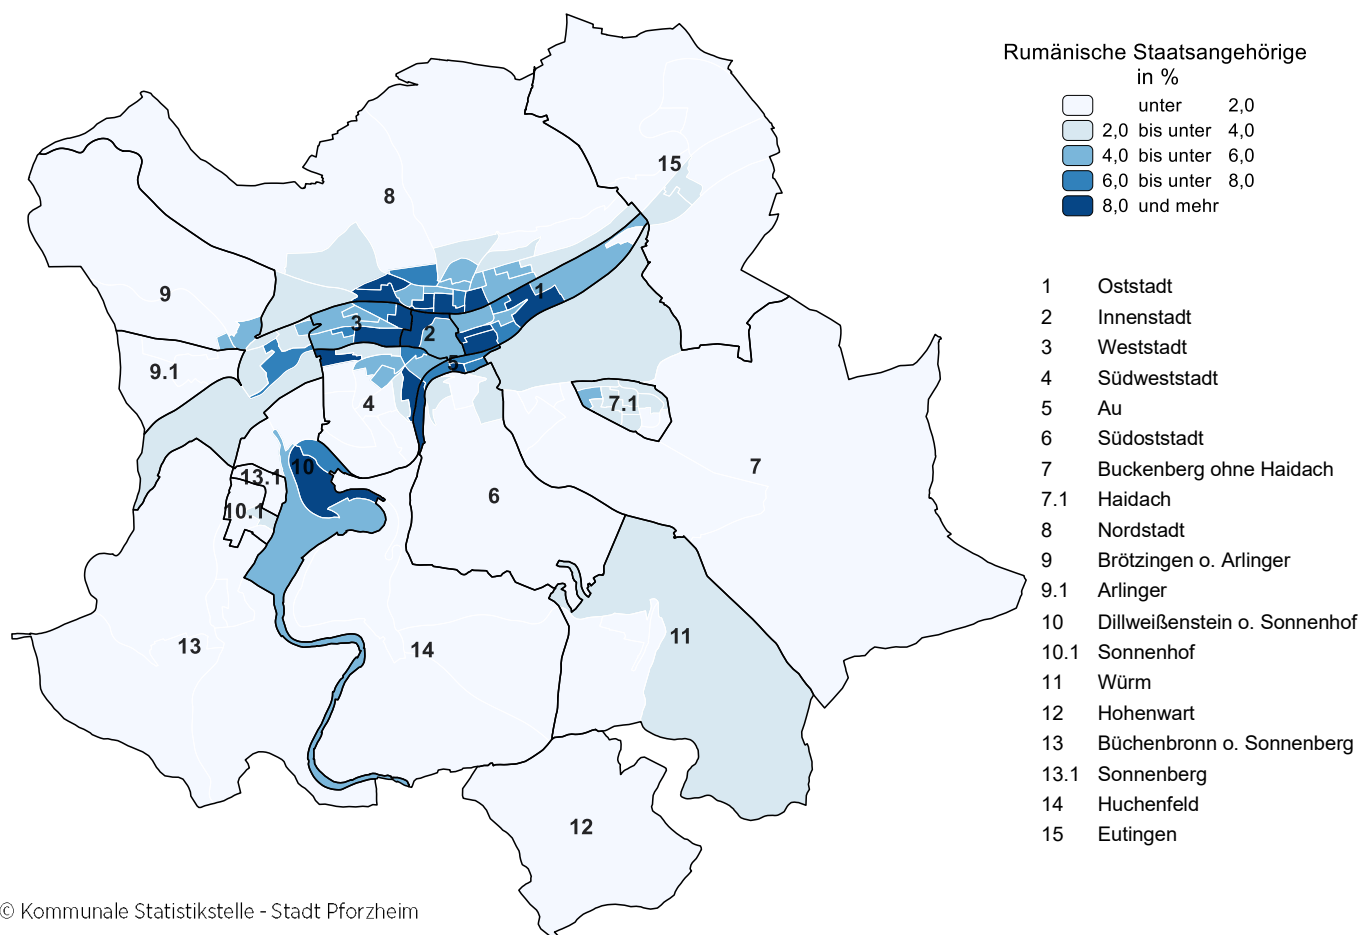 Rumänische Staatsangehörige
in %
unter 2,0
2,0 bis unter 4,0
4,0 bis unter 6,0
6,0 bis unter 8,0
8,0 und mehr
1 Oststadt
2 Innenstadt
3 Weststadt
4 Südweststadt
5 Au
6 Südoststadt
7 Buckenberg ohne Haidach
7.1 Haidach
8 Nordstadt
9 Brötzingen o. Arlinger
9.1 Arlinger
10 Dillweißenstein o. Sonnenhof
10.1 Sonnenhof
11 Würm
12 Hohenwart
13 Büchenbronn o. Sonnenberg
13.1 Sonnenberg
14 Huchenfeld
15 Eutingen
15
8
9
1
3
2
5
9.1
4
7.1
10
7
13.1
6
10.1
11
13
14
12
© Kommunale Statistikstelle - Stadt Pforzheim